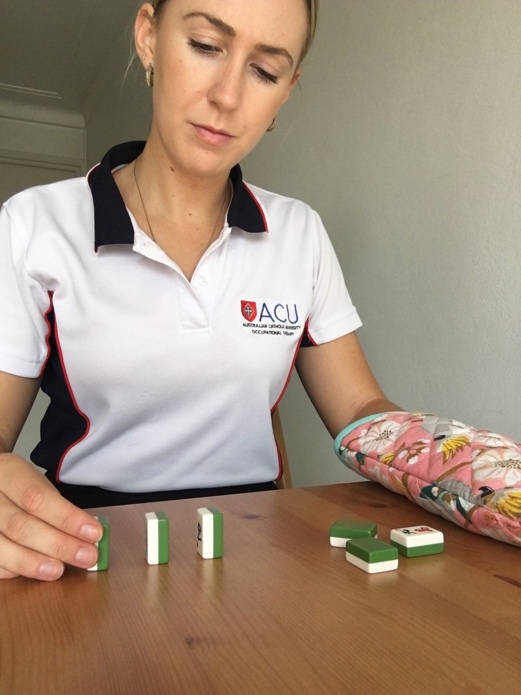 ACU
AUSTRALIAN CATHOLIC UNIVERSITY
OCCUPATIONAL THERAPY